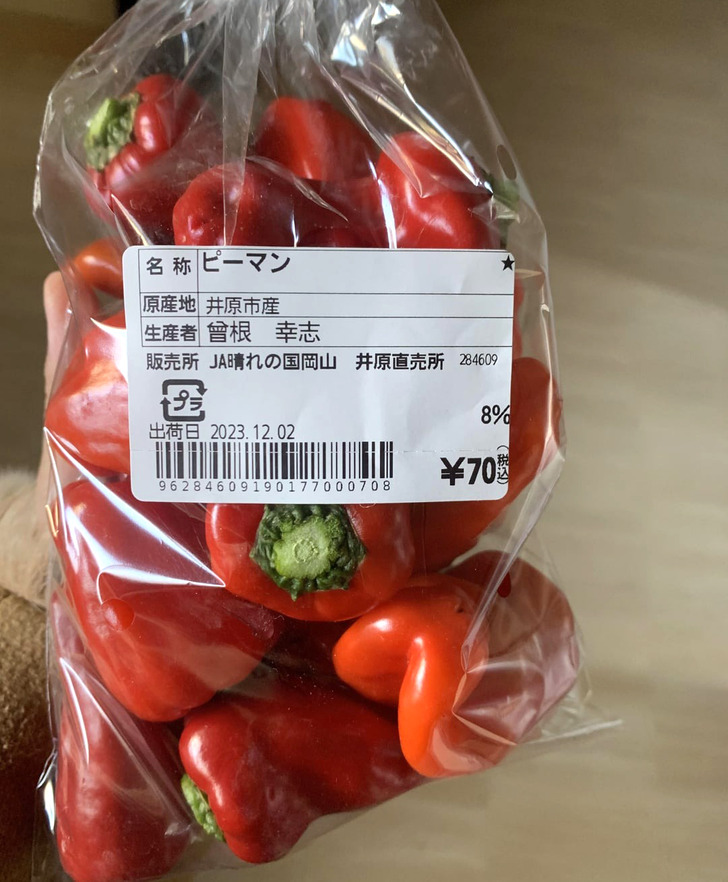 名称 ピーマン ★
原産地 井原市産
生産者 曾根 幸志
販売所 JA晴れの国岡山 井原直売所 284609
プラ
8%
出荷日 2023.12.02
¥70(税込)
96284609190177000708